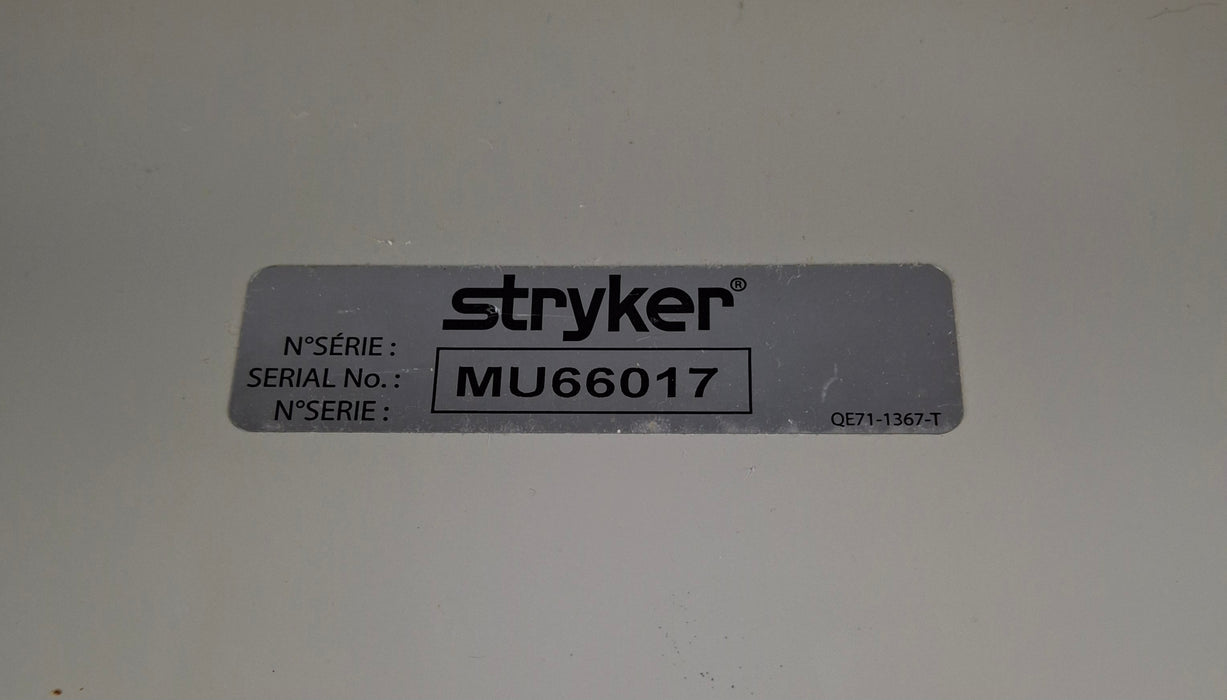 stryker®
N°SÉRIE :
SERIAL No. :
N°SERIE :
MU66017
QE71-1367-T